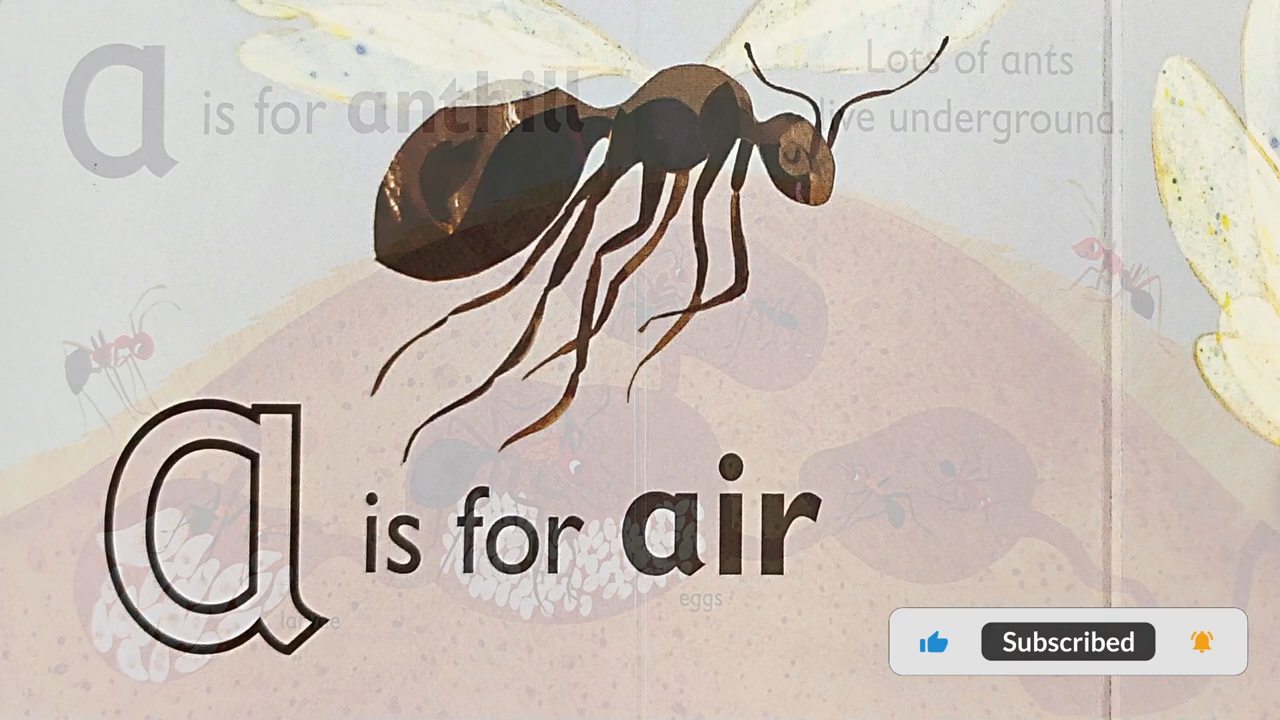 a is for anthill
Lots of ants
live underground
a is for air
eggs
larvae
Subscribed